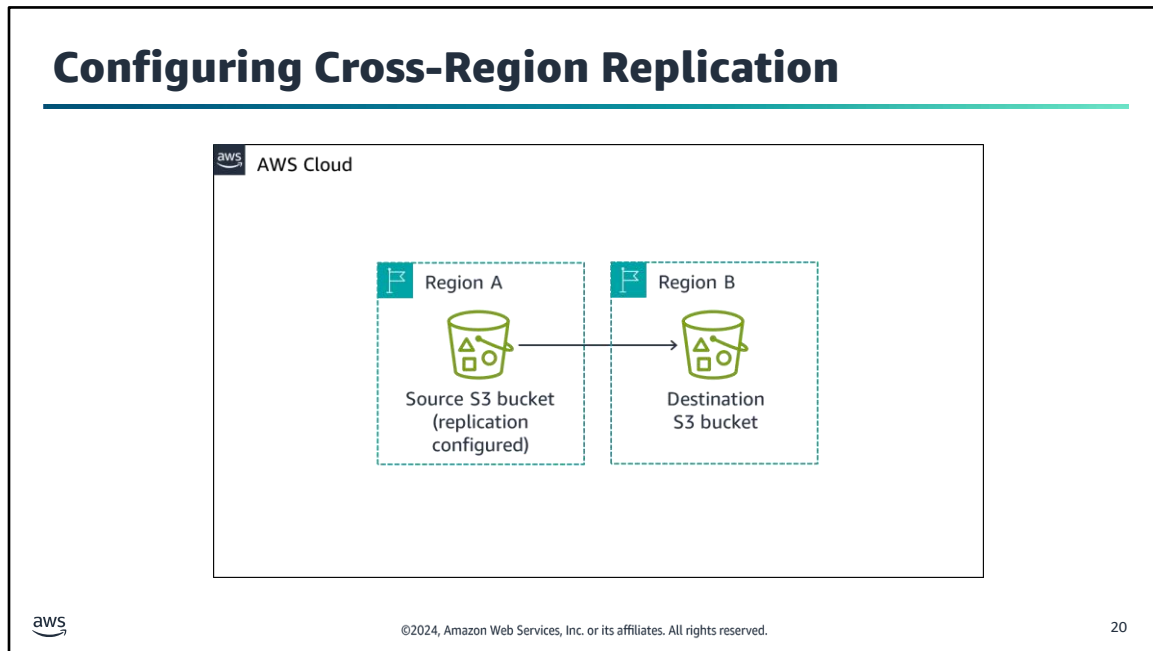 Configuring Cross-Region Replication
aws
AWS Cloud
Region A
Source S3 bucket
(replication
configured)
Region B
Destination
S3 bucket
aws
©2024, Amazon Web Services, Inc. or its affiliates. All rights reserved.
20